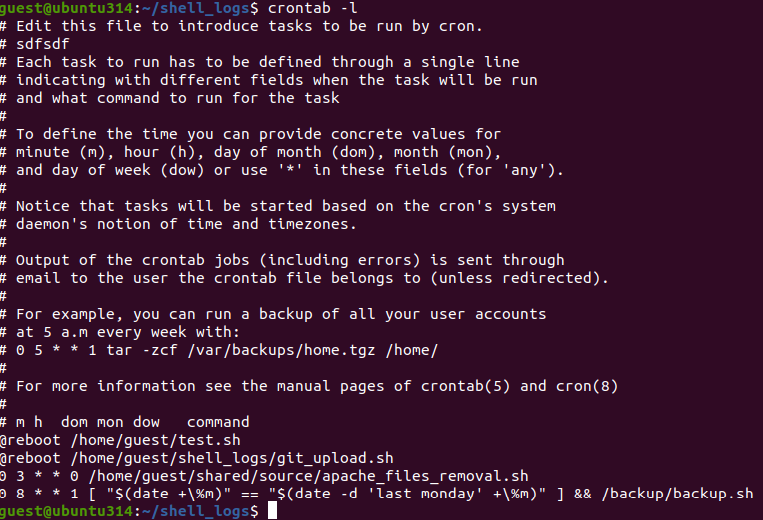 guest@ubuntu314:~/shell_logs$ crontab -l
# Edit this file to introduce tasks to be run by cron.
# sdfsdf
# Each task to run has to be defined through a single line
# indicating with different fields when the task will be run
# and what command to run for the task
#
# To define the time you can provide concrete values for
# minute (m), hour (h), day of month (dom), month (mon),
# and day of week (dow) or use '*' in these fields (for 'any').
#
# Notice that tasks will be started based on the cron's system
# daemon's notion of time and timezones.
#
# Output of the crontab jobs (including errors) is sent through
# email to the user the crontab file belongs to (unless redirected).
#
# For example, you can run a backup of all your user accounts
# at 5 a.m every week with:
# 0 5 * * 1 tar -zcf /var/backups/home.tgz /home/
#
# For more information see the manual pages of crontab(5) and cron(8)
#
# m h  dom mon dow   command
@reboot /home/guest/test.sh
@reboot /home/guest/shell_logs/git_upload.sh
0 3 * * 0 /home/guest/shared/source/apache_files_removal.sh
0 8 * * 1 [ "$(date +\%m)" == "$(date -d 'last monday' +\%m)" ] && /backup/backup.sh
guest@ubuntu314:~/shell_logs$